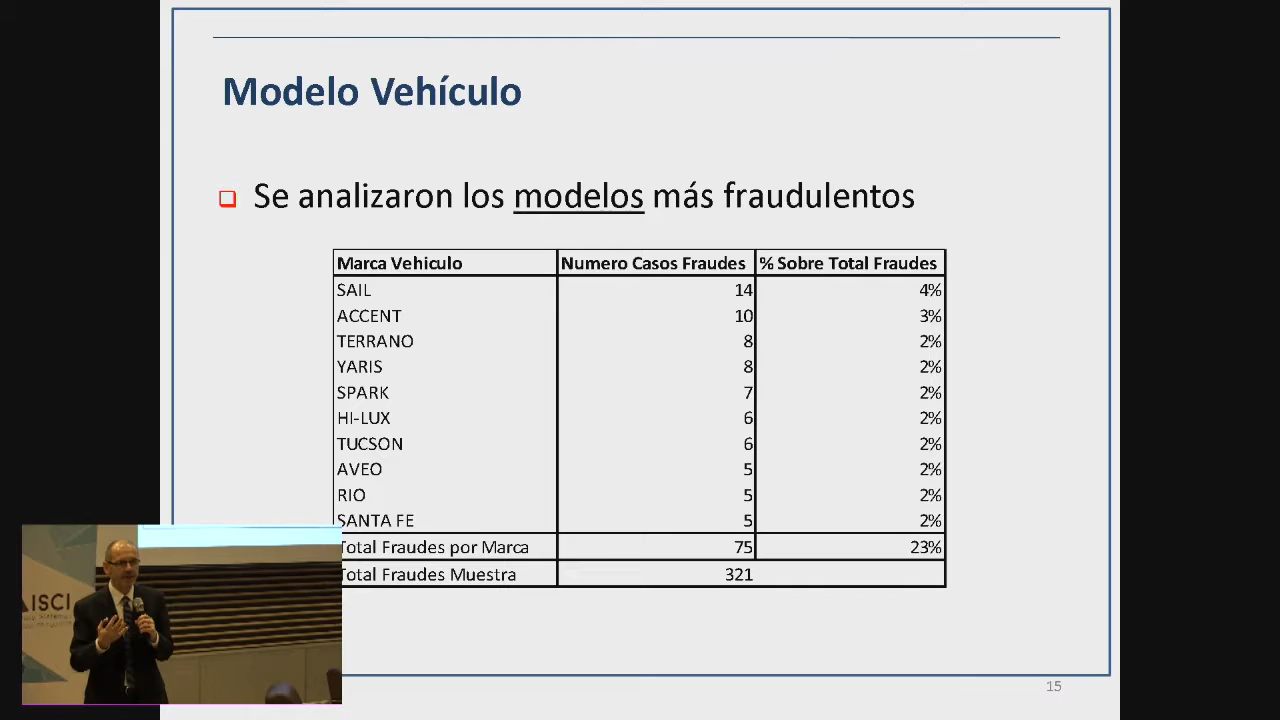 Modelo Vehículo
Se analizaron los modelos más fraudulentos
Marca Vehiculo Numero Casos Fraudes % Sobre Total Fraudes
SAIL 14 4%
ACCENT 10 3%
TERRANO 8 2%
YARIS 8 2%
SPARK 7 2%
HI-LUX 6 2%
TUCSON 6 2%
AVEO 5 2%
RIO 5 2%
SANTA FE 5 2%
Total Fraudes por Marca 75 23%
Total Fraudes Muestra 321
ISCI
15